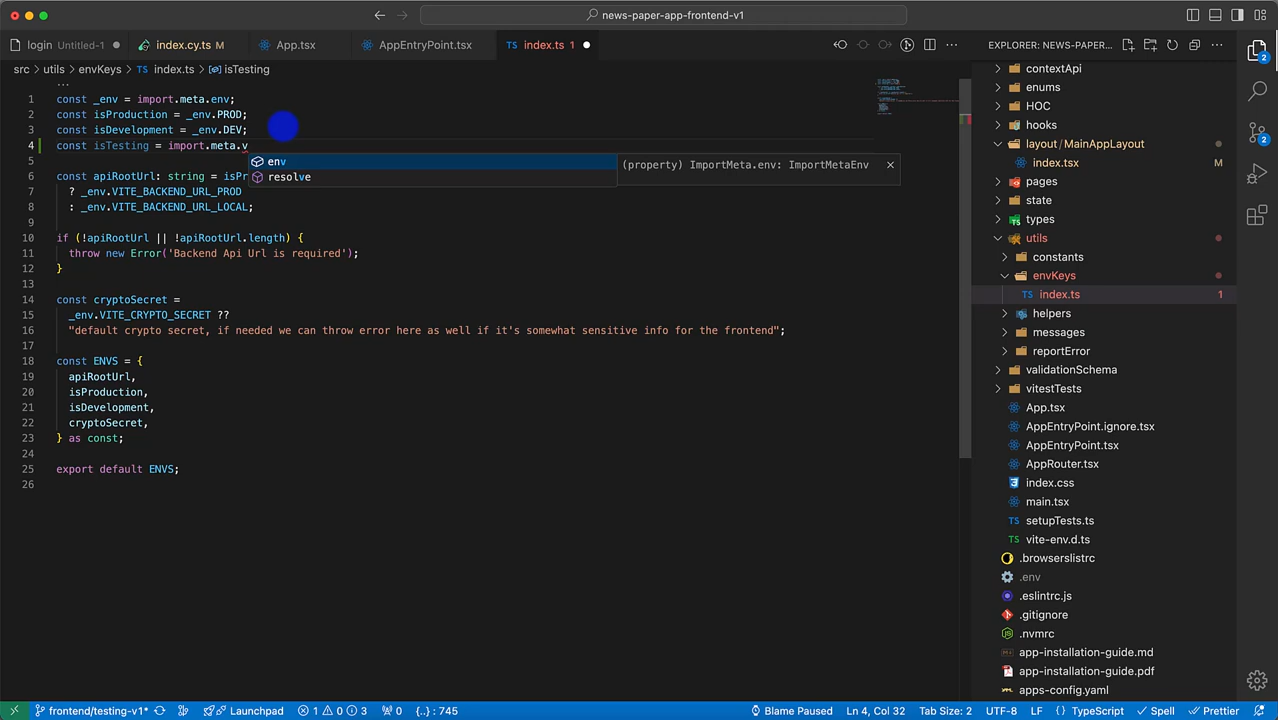 news-paper-app-frontend-v1
login Untitled-1
index.cy.ts M
App.tsx
AppEntryPoint.tsx
TS index.ts 1
EXPLORER: NEWS-PAPER...
src > utils > envKeys > TS index.ts > isTesting
...
1 const _env = import.meta.env;
2 const isProduction = _env.PROD;
3 const isDevelopment = _env.DEV;
4 const isTesting = import.meta.v
env
(property) ImportMeta.env: ImportMetaEnv
resolve
5
6 const apiRootUrl: string = isPr
7 ? _env.VITE_BACKEND_URL_PROD
8 : _env.VITE_BACKEND_URL_LOCAL;
9
10 if (!apiRootUrl || !apiRootUrl.length) {
11 throw new Error('Backend Api Url is required');
12 }
13
14 const cryptoSecret =
15 _env.VITE_CRYPTO_SECRET ??
16 "default crypto secret, if needed we can throw error here as well if it's somewhat sensitive info for the frontend";
17
18 const ENVS = {
19 apiRootUrl,
20 isProduction,
21 isDevelopment,
22 cryptoSecret,
23 } as const;
24
25 export default ENVS;
26
contextApi
enums
HOC
hooks
layout/MainAppLayout
index.tsx M
pages
state
types
utils
constants
envKeys
TS index.ts 1
helpers
messages
reportError
validationSchema
vitestTests
App.tsx
AppEntryPoint.ignore.tsx
AppEntryPoint.tsx
AppRouter.tsx
index.css
main.tsx
setupTests.ts
vite-env.d.ts
.browserslistrc
.env
.eslintrc.js
.gitignore
.nvmrc
app-installation-guide.md
app-installation-guide.pdf
apps-config.yaml
2
2
frontend/testing-v1* Launchpad 1 0 3 0 {..} : 745
Blame Paused Ln 4, Col 32 Tab Size: 2 UTF-8 LF { } TypeScript Spell Prettier